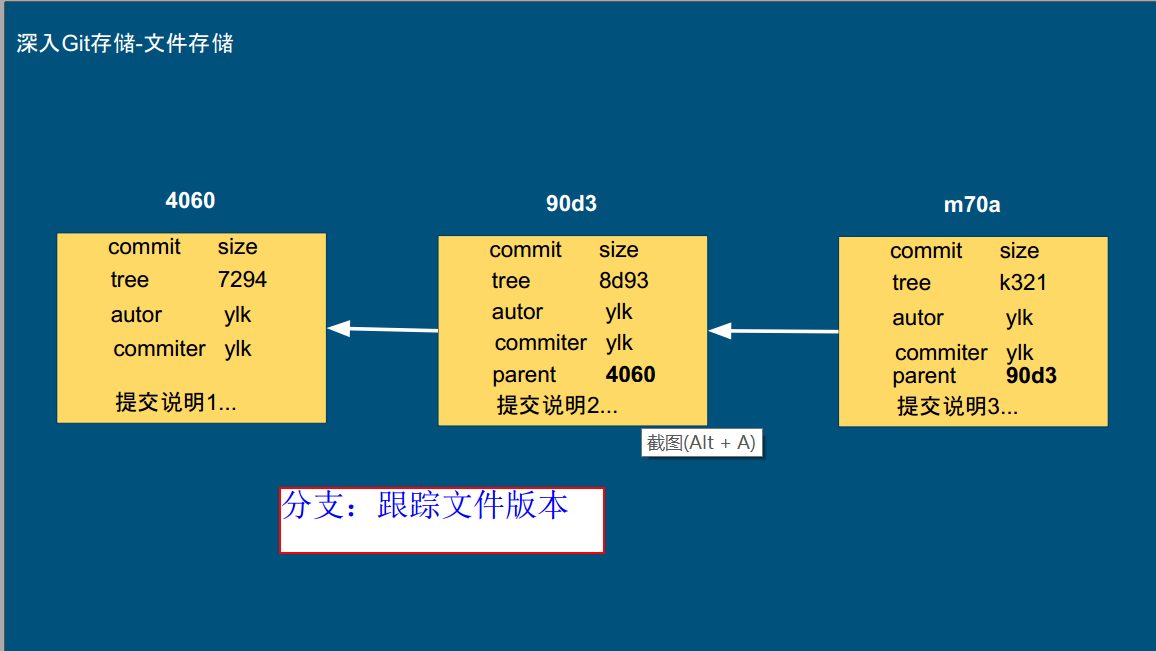 深入Git存储-文件存储
4060
commit size
tree 7294
autor ylk
commiter ylk
提交说明1...
90d3
commit size
tree 8d93
autor ylk
commiter ylk
parent 4060
提交说明2...
m70a
commit size
tree k321
autor ylk
commiter ylk
parent 90d3
提交说明3...
截图(Alt + A)
分支：跟踪文件版本